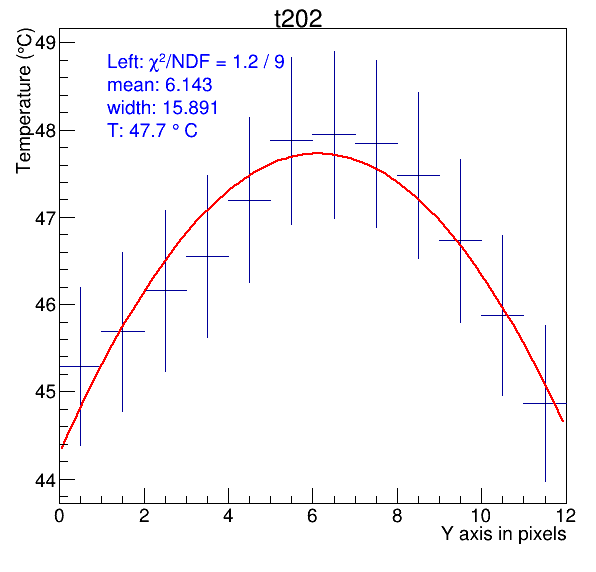 t202
Temperature (°C)
Left: χ²/NDF = 1.2 / 9
mean: 6.143
width: 15.891
T: 47.7 ° C
49
48
47
46
45
44
0 2 4 6 8 10 12
Y axis in pixels